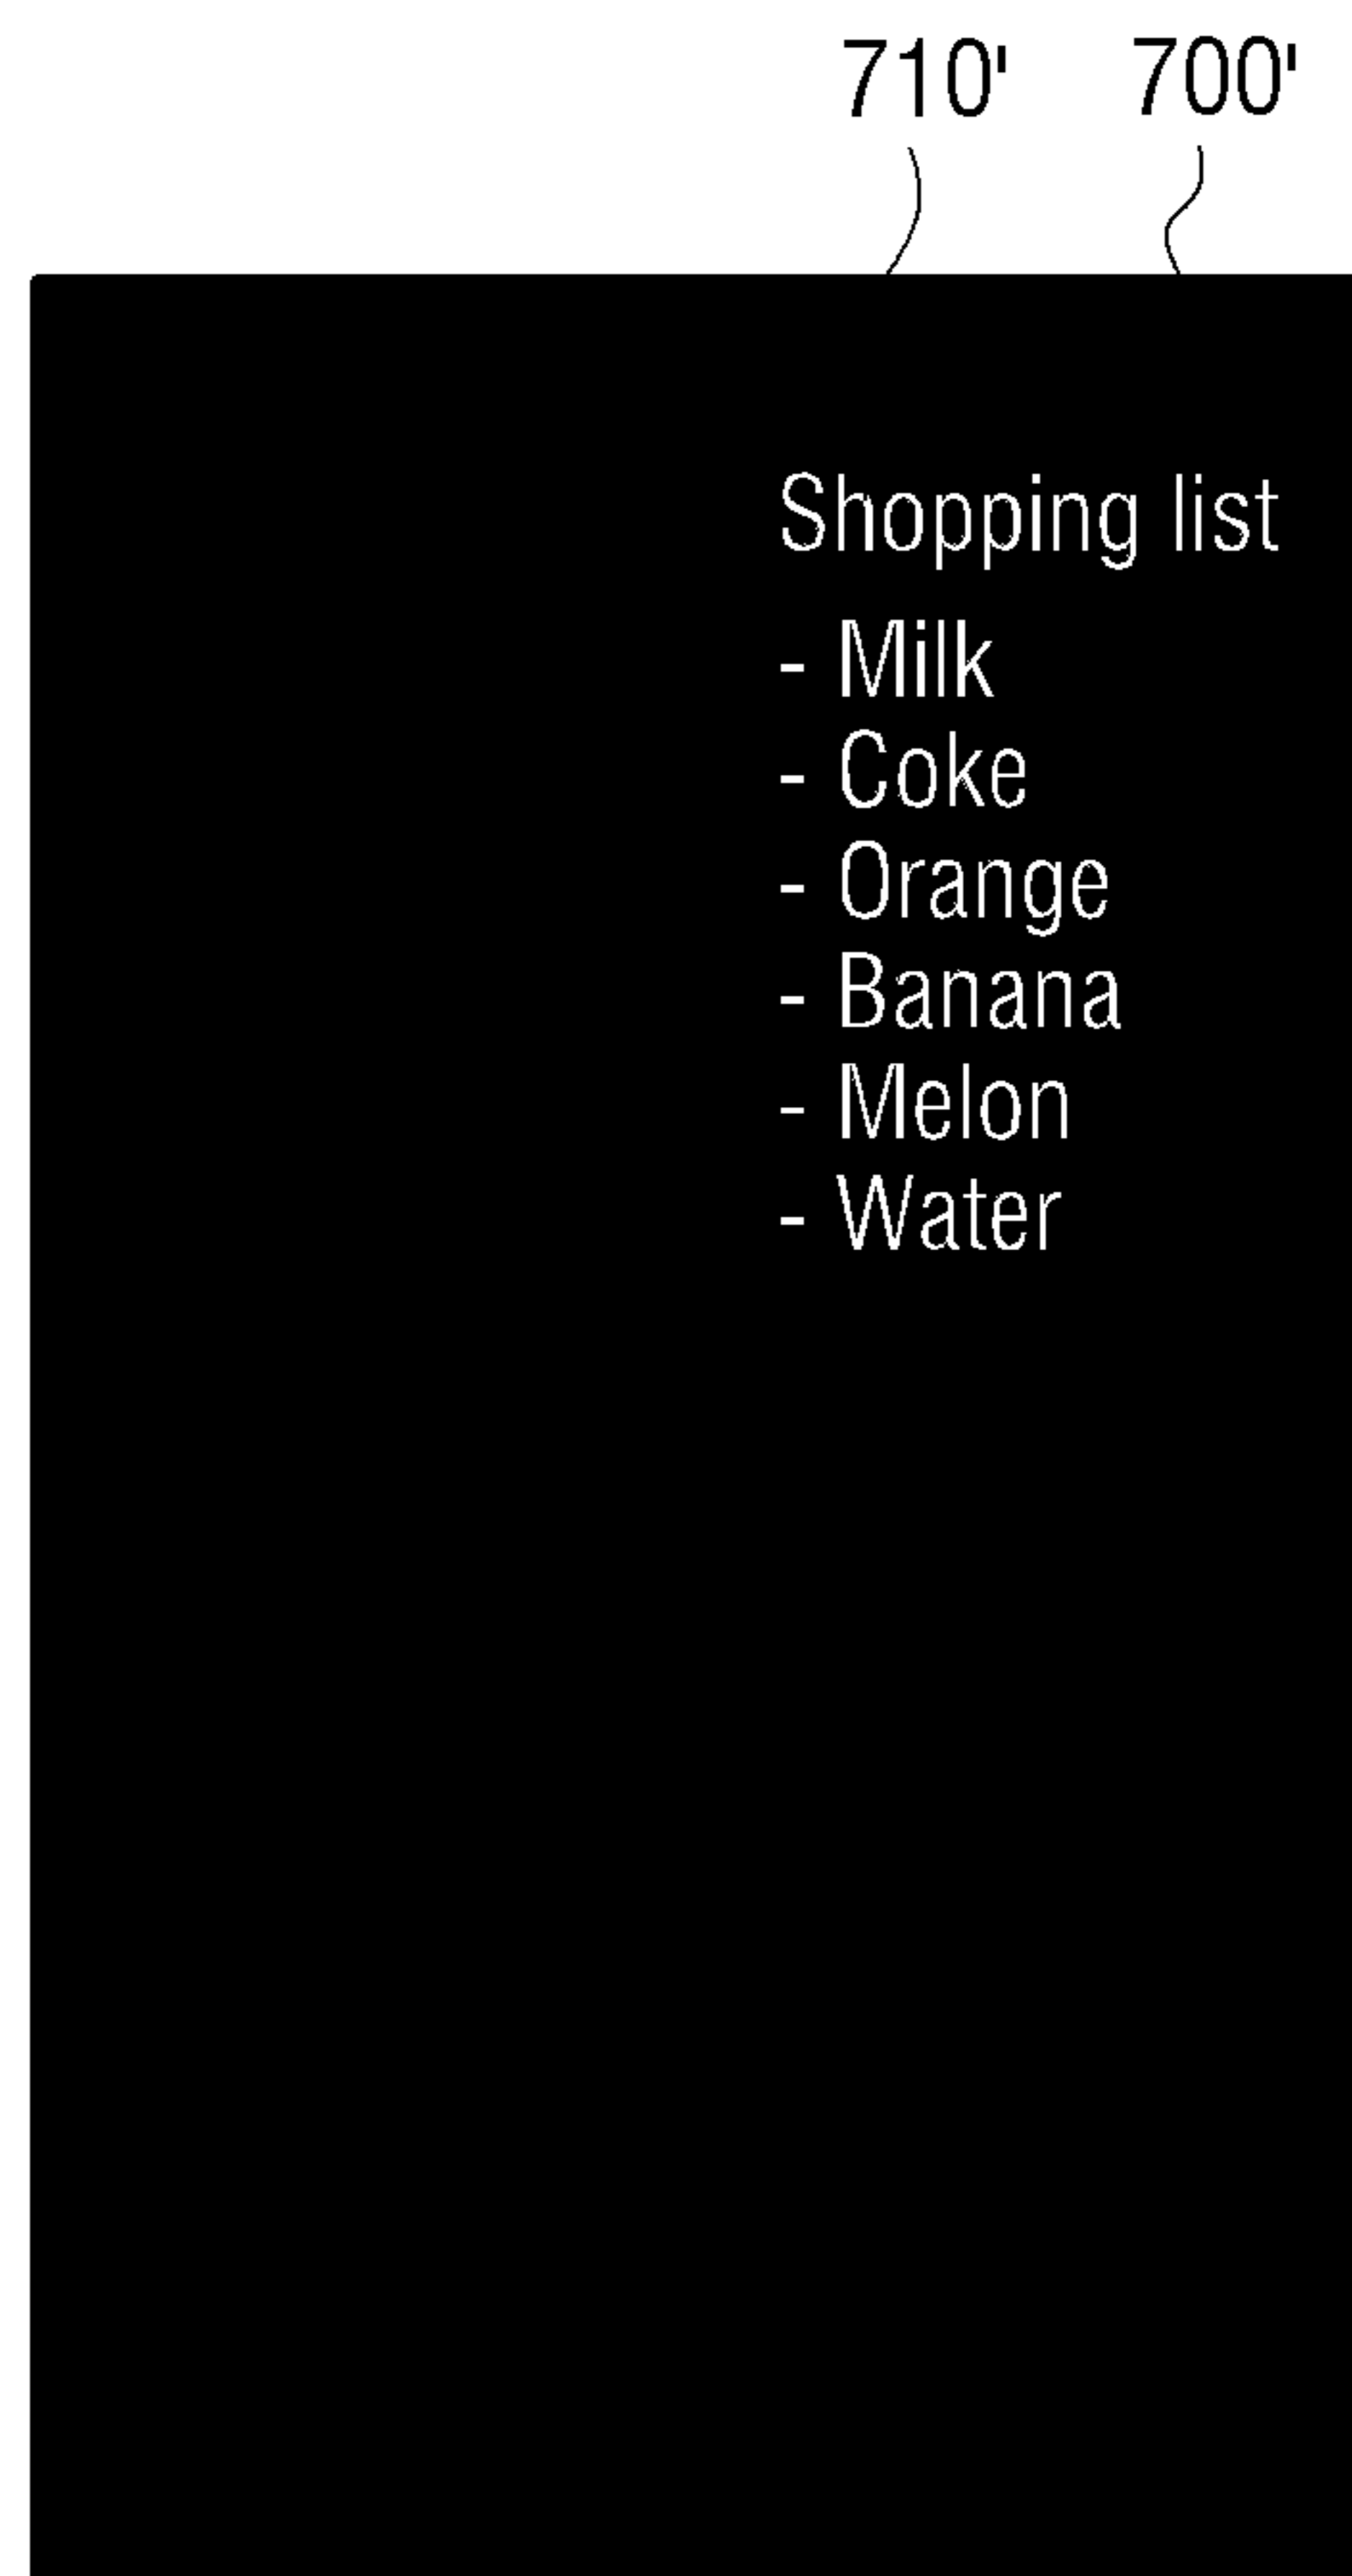 710' 700'
Shopping list
- Milk
- Coke
- Orange
- Banana
- Melon
- Water